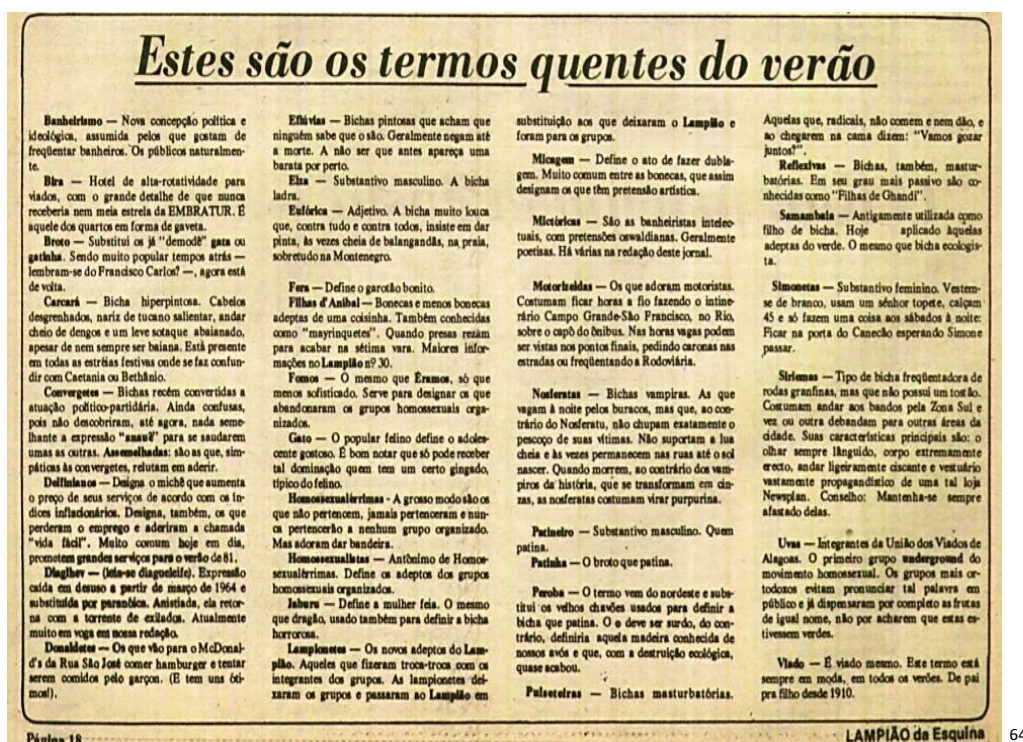 Estes são os termos quentes do verão
Banheirismo — Nova concepção política e
ideológica, assumida pelos que gostam de
freqüentar banheiros. Os públicos naturalmen-
te.
Bira — Hotel de alta-rotatividade para
viados, com o grande detalhe de que nunca
receberia nem meia estrela da EMBRATUR. É
aquele dos quartos em forma de gaveta.
Broto — Substitui os já "demodê" gata ou
gatinha. Sendo muito popular tempos atrás —
lembram-se do Francisco Carlos? —, agora está
de volta.
Carcará — Bicha hiperpintosa. Cabelos
desgrenhados, nariz de tucano salientar, andar
cheio de dengos e um leve sotaque abaianado,
apesar de nem sempre ser baiana. Está presente
em todas as estréias festivas onde se faz confun-
dir com Caetania ou Bethânio.
Convergetes — Bichas recém convertidas a
atuação político-partidária. Ainda confusas,
pois não descobriram, até agora, nada seme-
lhante a expressão "anauê" para se saudarem
umas as outras. Assemelhadas: são as que, sim-
páticas às convergetes, relutam em aderir.
Delfinianos — Designa o michê que aumenta
o preço de seus serviços de acordo com os ín-
dices inflacionários. Designa, também, os que
perderam o emprego e aderiram a chamada
"vida fácil". Muito comum hoje em dia,
prometem grandes serviços para o verão de 81.
Diaglhev — (leia-se diagueleife). Expressão
caída em desuso a partir de março de 1964 e
substituída por paranóica. Anistiada, ela retor-
na com a torrente de exilados. Atualmente
muito em voga em nossa redação.
Donaldetes — Os que vão para o McDonal-
d's da Rua São José comer hamburger e tentar
serem comidos pelo garçon. (E tem uns óti-
mos!).
Eflúvias — Bichas pintosas que acham que
ninguém sabe que o são. Geralmente negam até
a morte. A não ser que antes apareça uma
barata por perto.
Elza — Substantivo masculino. A bicha
ladra.
Eufórica — Adjetivo. A bicha muito louca
que, contra tudo e contra todos, insiste em dar
pinta, às vezes cheia de balangandãs, na praia,
sobretudo na Montenegro.
Fera — Define o garotão bonito.
Filhas d'Anibal — Bonecas e menos bonecas
adeptas de uma coisinha. Também conhecidas
como "mayrinquetes". Quando presas rezam
para acabar na sétima vara. Maiores infor-
mações no Lampião nº 30.
Fomos — O mesmo que Éramos, só que
menos sofisticado. Serve para designar os que
abandonaram os grupos homossexuais orga-
nizados.
Gato — O popular felino define o adoles-
cente gostoso. É bom notar que só pode receber
tal dominação quem tem um certo gingado,
típico do felino.
Homossexualérrimas - A grosso modo são os
que não pertencem, jamais pertenceram e nun-
ca pertencerão a nenhum grupo organizado.
Mas adoram dar bandeira.
Homossexualistas — Antônimo de Homos-
sexualérrimas. Define os adeptos dos grupos
homossexuais organizados.
Jaburu — Define a mulher feia. O mesmo
que dragão, usado também para definir a bicha
horrorosa.
Lampionetes — Os novos adeptos do Lam-
pião. Aqueles que fizeram troca-troca com os
integrantes dos grupos. As lampionetes dei-
xaram os grupos e passaram ao Lampião em
substituição aos que deixaram o Lampião e
foram para os grupos.
Micagem — Define o ato de fazer dubla-
gem. Muito comum entre as bonecas, que assim
designam os que têm pretensão artística.
Mictóricas — São as banheiristas intelec-
tuais, com pretensões oswaldianas. Geralmente
poetisas. Há várias na redação deste jornal.
Motorheldas — Os que adoram motoristas.
Costumam ficar horas a fio fazendo o intine-
rário Campo Grande-São Francisco, no Rio,
sobre o capô do ônibus. Nas horas vagas podem
ser vistas nos pontos finais, pedindo caronas nas
estradas ou freqüentando a Rodoviária.
Nosferatas — Bichas vampiras. As que
vagam à noite pelos buracos, mas que, ao con-
trário do Nosferatu, não chupam exatamente o
pescoço de suas vítimas. Não suportam a lua
cheia e às vezes permanecem nas ruas até o sol
nascer. Quando morrem, ao contrário dos vam-
piros da história, que se transformam em cin-
zas, as nosferatas costumam virar purpurina.
Patineiro — Substantivo masculino. Quem
patina.
Patinha — O broto que patina.
Peroba — O termo vem do nordeste e subs-
titui os velhos chavões usados para definir a
bicha que patina. O o deve ser surdo, do con-
trário, definiria aquela madeira conhecida de
nossos avós e que, com a destruição ecológica,
quase acabou.
Pulseteiras — Bichas masturbatórias.
Aquelas que, radicais, não comem e nem dão, e
ao chegarem na cama dizem: "Vamos gozar
juntos?".
Reflexivas — Bichas, também, mastur-
batórias. Em seu grau mais passivo são co-
nhecidas como "Filhas de Ghandi".
Samambaia — Antigamente utilizada como
filho de bicha. Hoje aplicado àquelas
adeptas do verde. O mesmo que bicha ecologis-
ta.
Simonetas — Substantivo feminino. Vestem-
se de branco, usam um senhor topete, calçam
45 e só fazem uma coisa aos sábados à noite:
Ficar na porta do Canecão esperando Simone
passar.
Siriemas — Tipo de bicha freqüentadora de
rodas granfinas, mas que não possui um tostão.
Costumam andar aos bandos pela Zona Sul e
vez ou outra debandam para outras áreas da
cidade. Suas características principais são: o
olhar sempre lânguido, corpo extremamente
erecto, andar ligeiramente ciscante e vestuário
vastamente propagandístico de uma tal loja
Newsplan. Conselho: Mantenha-se sempre
afastado delas.
Uvas — Integrantes da União dos Viados de
Alagoas. O primeiro grupo underground do
movimento homossexual. Os grupos mais or-
todoxos evitam pronunciar tal palavra em
público e já dispensaram por completo as frutas
de igual nome, não por acharem que estas es-
tivessem verdes.
Viado — É viado mesmo. Este termo está
sempre em moda, em todos os verões. De pai
pra filho desde 1910.
Página 18
LAMPIÃO da Esquina
64